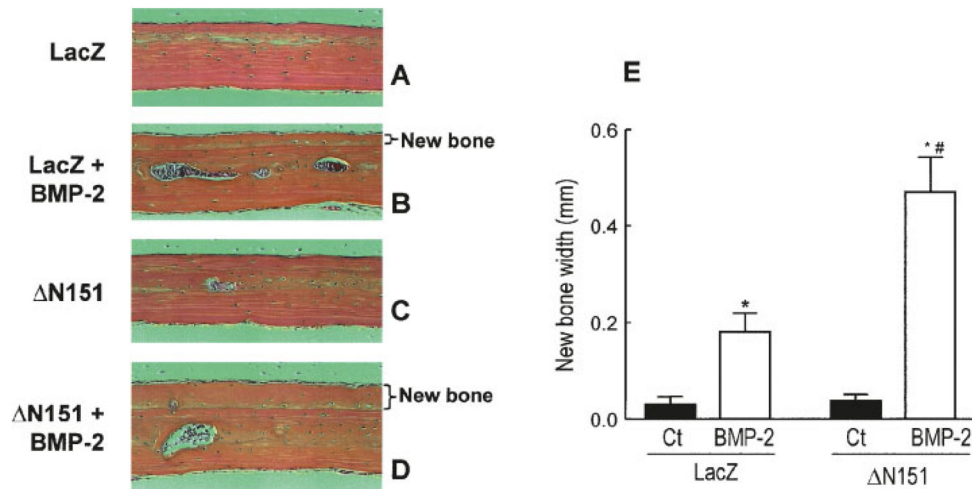 LacZ
A
LacZ +
BMP-2
New bone
B
ΔN151
C
ΔN151 +
BMP-2
New bone
D
E
New bone width (mm)
0.6
0.4
0.2
0.0
*
* #
Ct BMP-2 Ct BMP-2
LacZ ΔN151